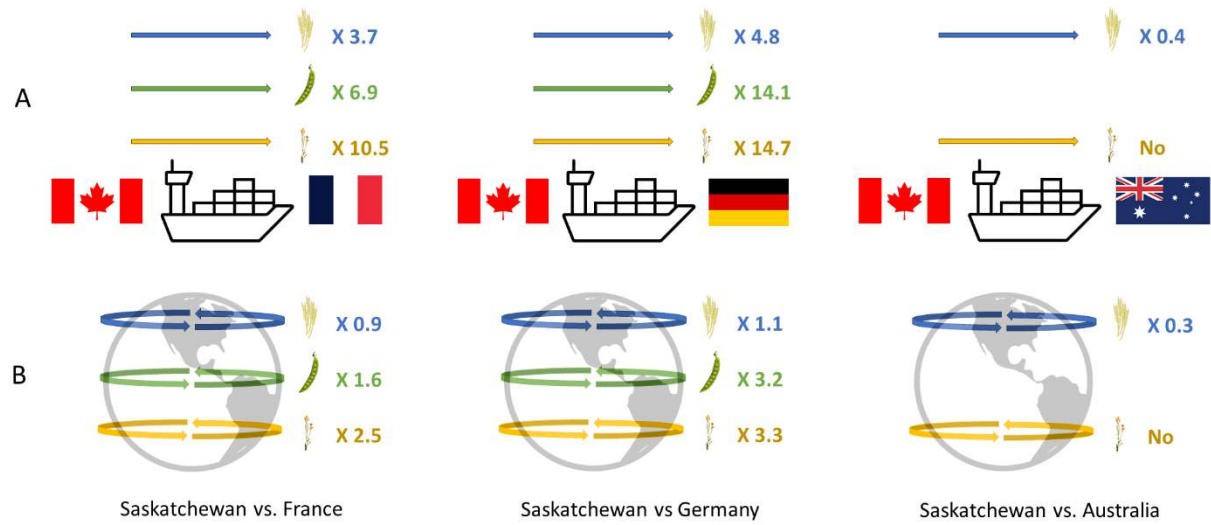 X 3.7
X 4.8
X 0.4
A
X 6.9
X 14.1
X 10.5
X 14.7
No
X 0.9
X 1.1
X 0.3
B
X 1.6
X 3.2
X 2.5
X 3.3
No
Saskatchewan vs. France
Saskatchewan vs Germany
Saskatchewan vs. Australia